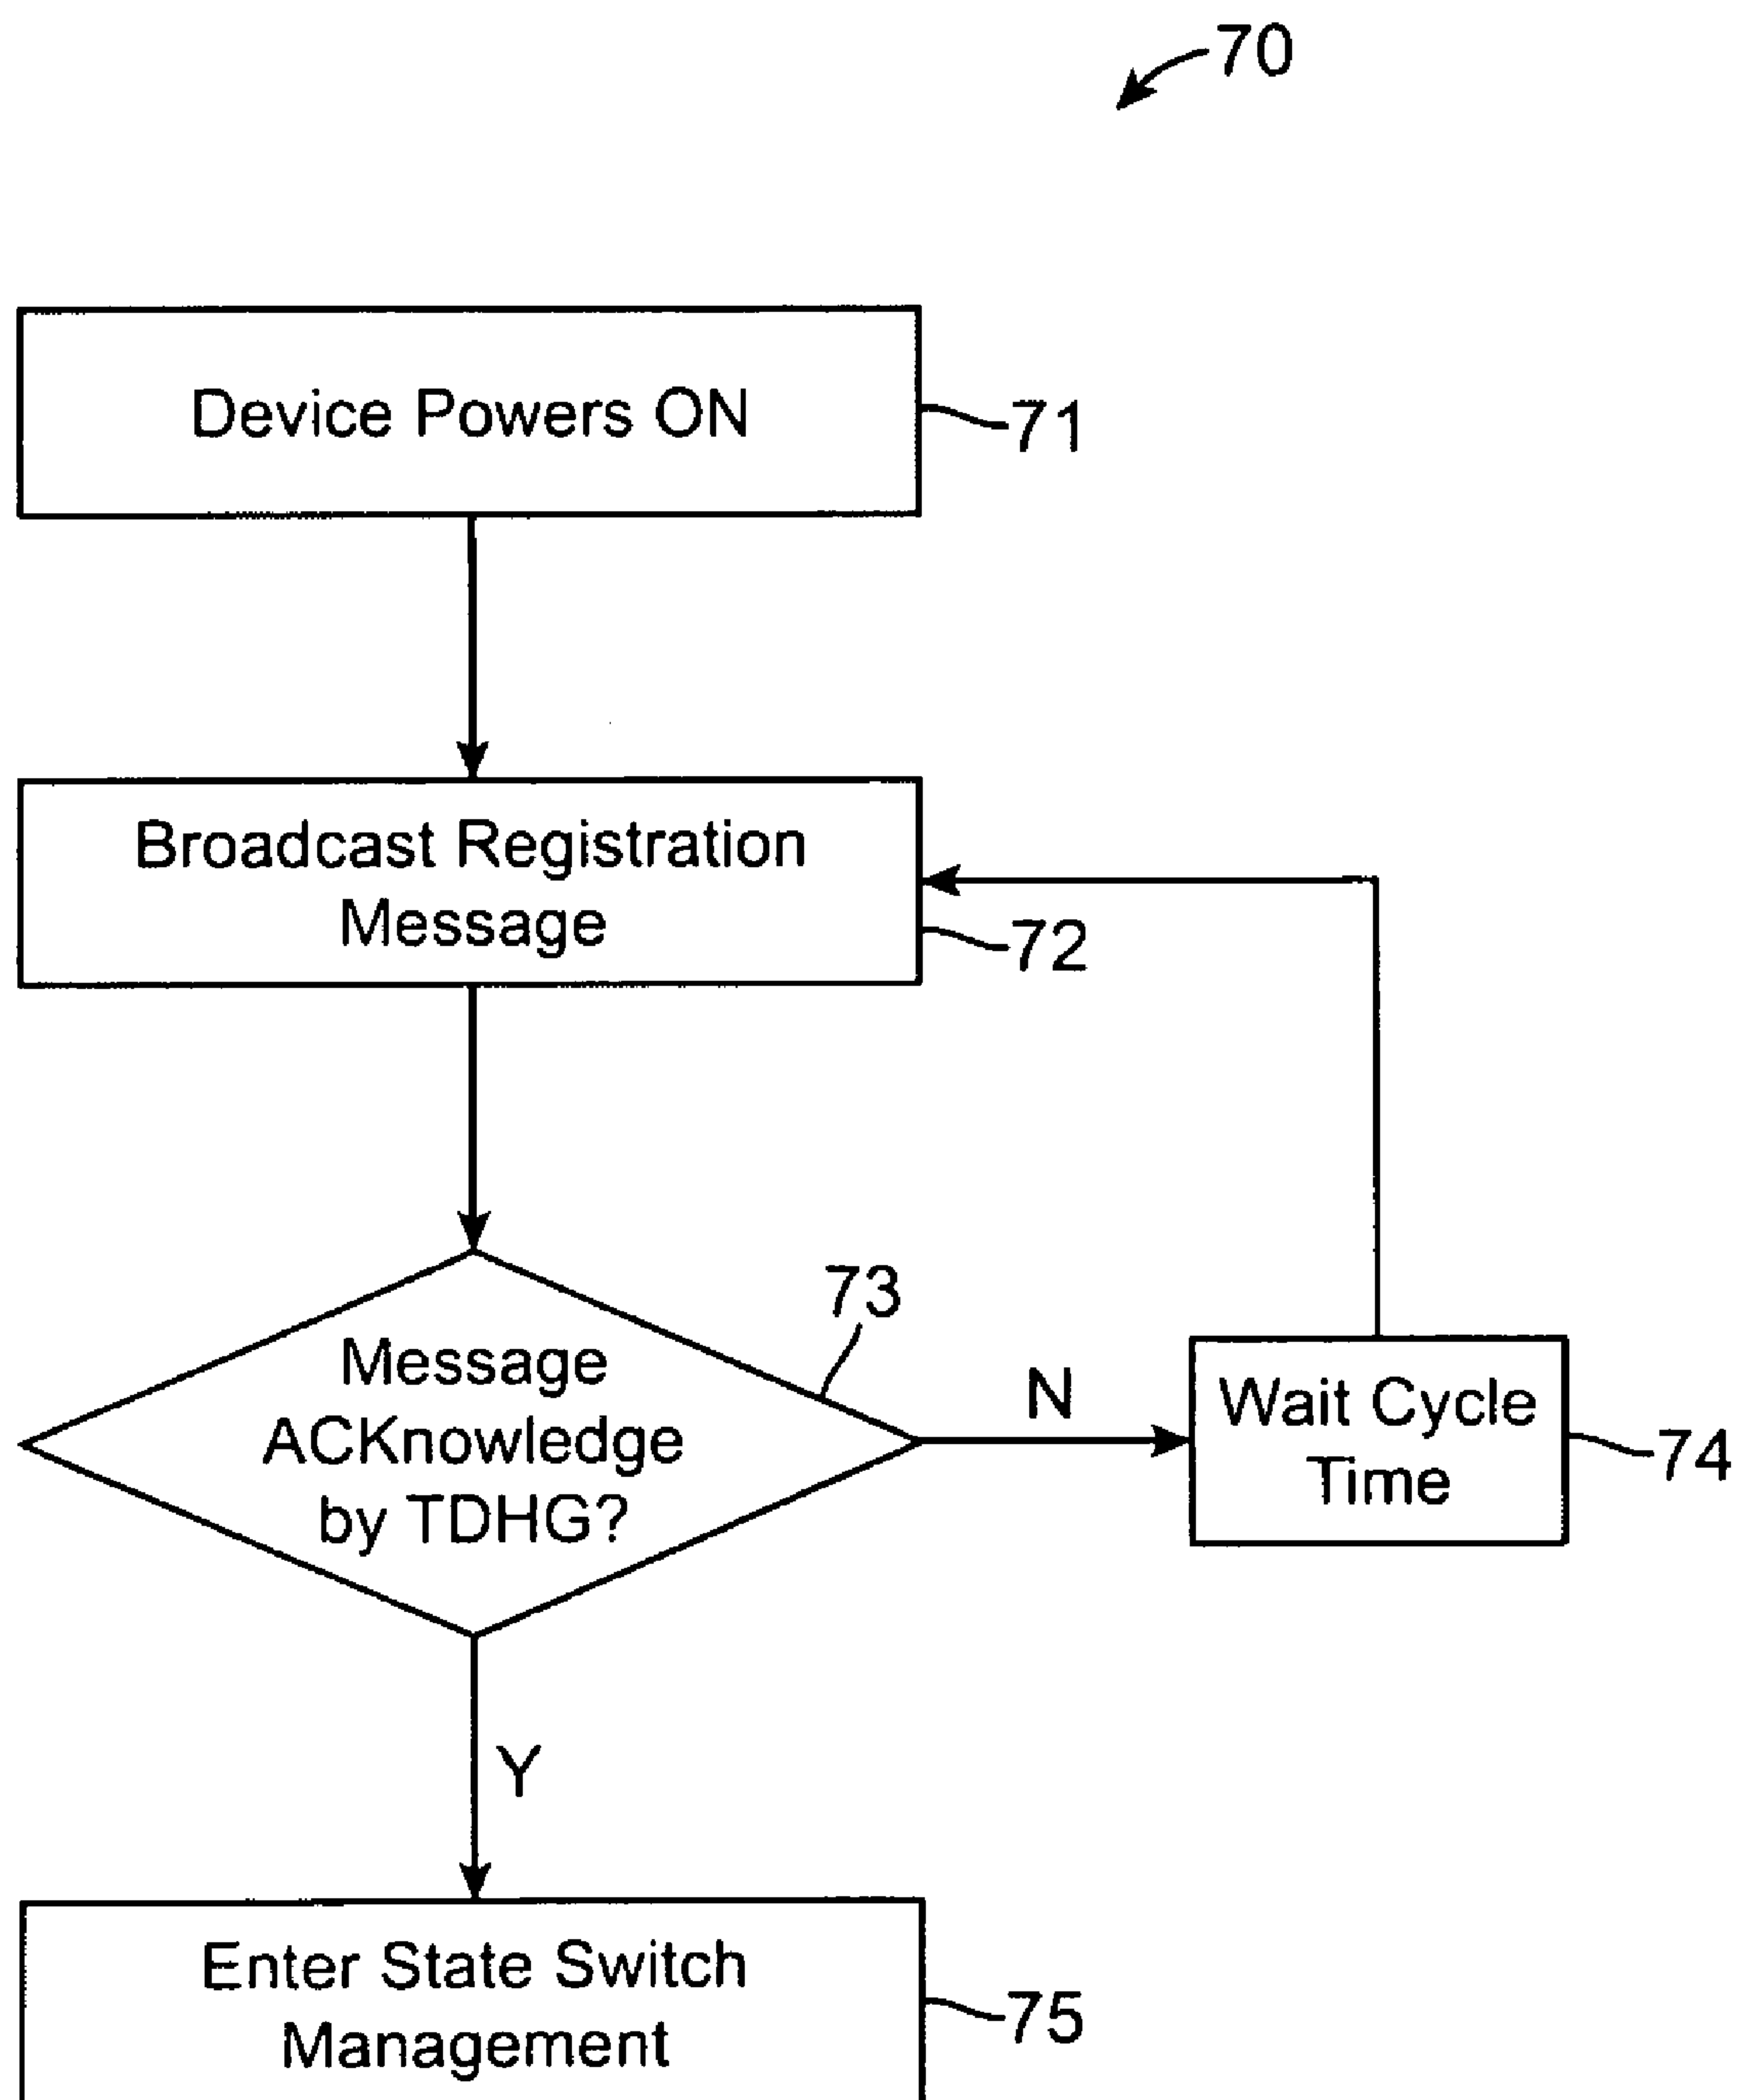 70
Device Powers ON
71
Broadcast Registration
Message
72
73
Message
ACKnowledge
by TDHG?
N
Wait Cycle
Time
74
Y
Enter State Switch
Management
75